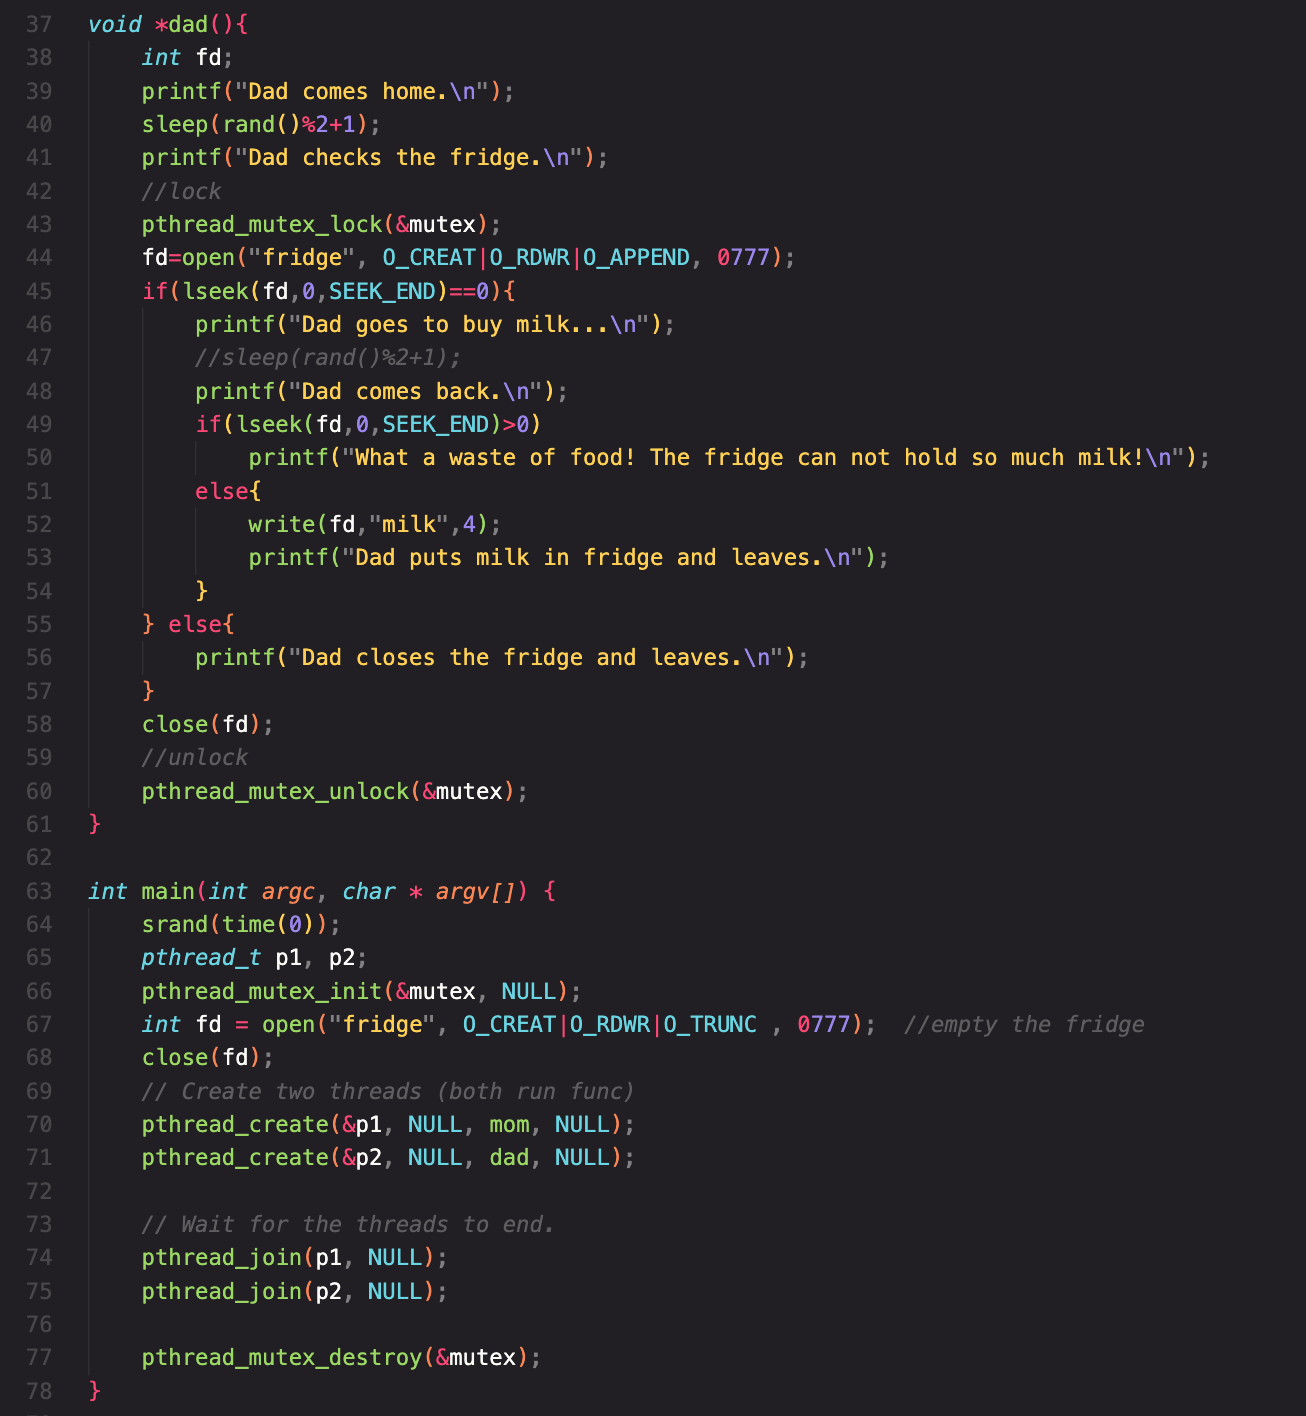 37 void *dad(){
38     int fd;
39     printf("Dad comes home.\n");
40     sleep(rand()%2+1);
41     printf("Dad checks the fridge.\n");
42     //lock
43     pthread_mutex_lock(&mutex);
44     fd=open("fridge", O_CREAT|O_RDWR|O_APPEND, 0777);
45     if(lseek(fd,0,SEEK_END)==0){
46         printf("Dad goes to buy milk...\n");
47         //sleep(rand()%2+1);
48         printf("Dad comes back.\n");
49         if(lseek(fd,0,SEEK_END)>0)
50             printf("What a waste of food! The fridge can not hold so much milk!\n");
51         else{
52             write(fd,"milk",4);
53             printf("Dad puts milk in fridge and leaves.\n");
54         }
55     } else{
56         printf("Dad closes the fridge and leaves.\n");
57     }
58     close(fd);
59     //unlock
60     pthread_mutex_unlock(&mutex);
61 }
62
63 int main(int argc, char * argv[]) {
64     srand(time(0));
65     pthread_t p1, p2;
66     pthread_mutex_init(&mutex, NULL);
67     int fd = open("fridge", O_CREAT|O_RDWR|O_TRUNC , 0777);  //empty the fridge
68     close(fd);
69     // Create two threads (both run func)
70     pthread_create(&p1, NULL, mom, NULL);
71     pthread_create(&p2, NULL, dad, NULL);
72
73     // Wait for the threads to end.
74     pthread_join(p1, NULL);
75     pthread_join(p2, NULL);
76
77     pthread_mutex_destroy(&mutex);
78 }